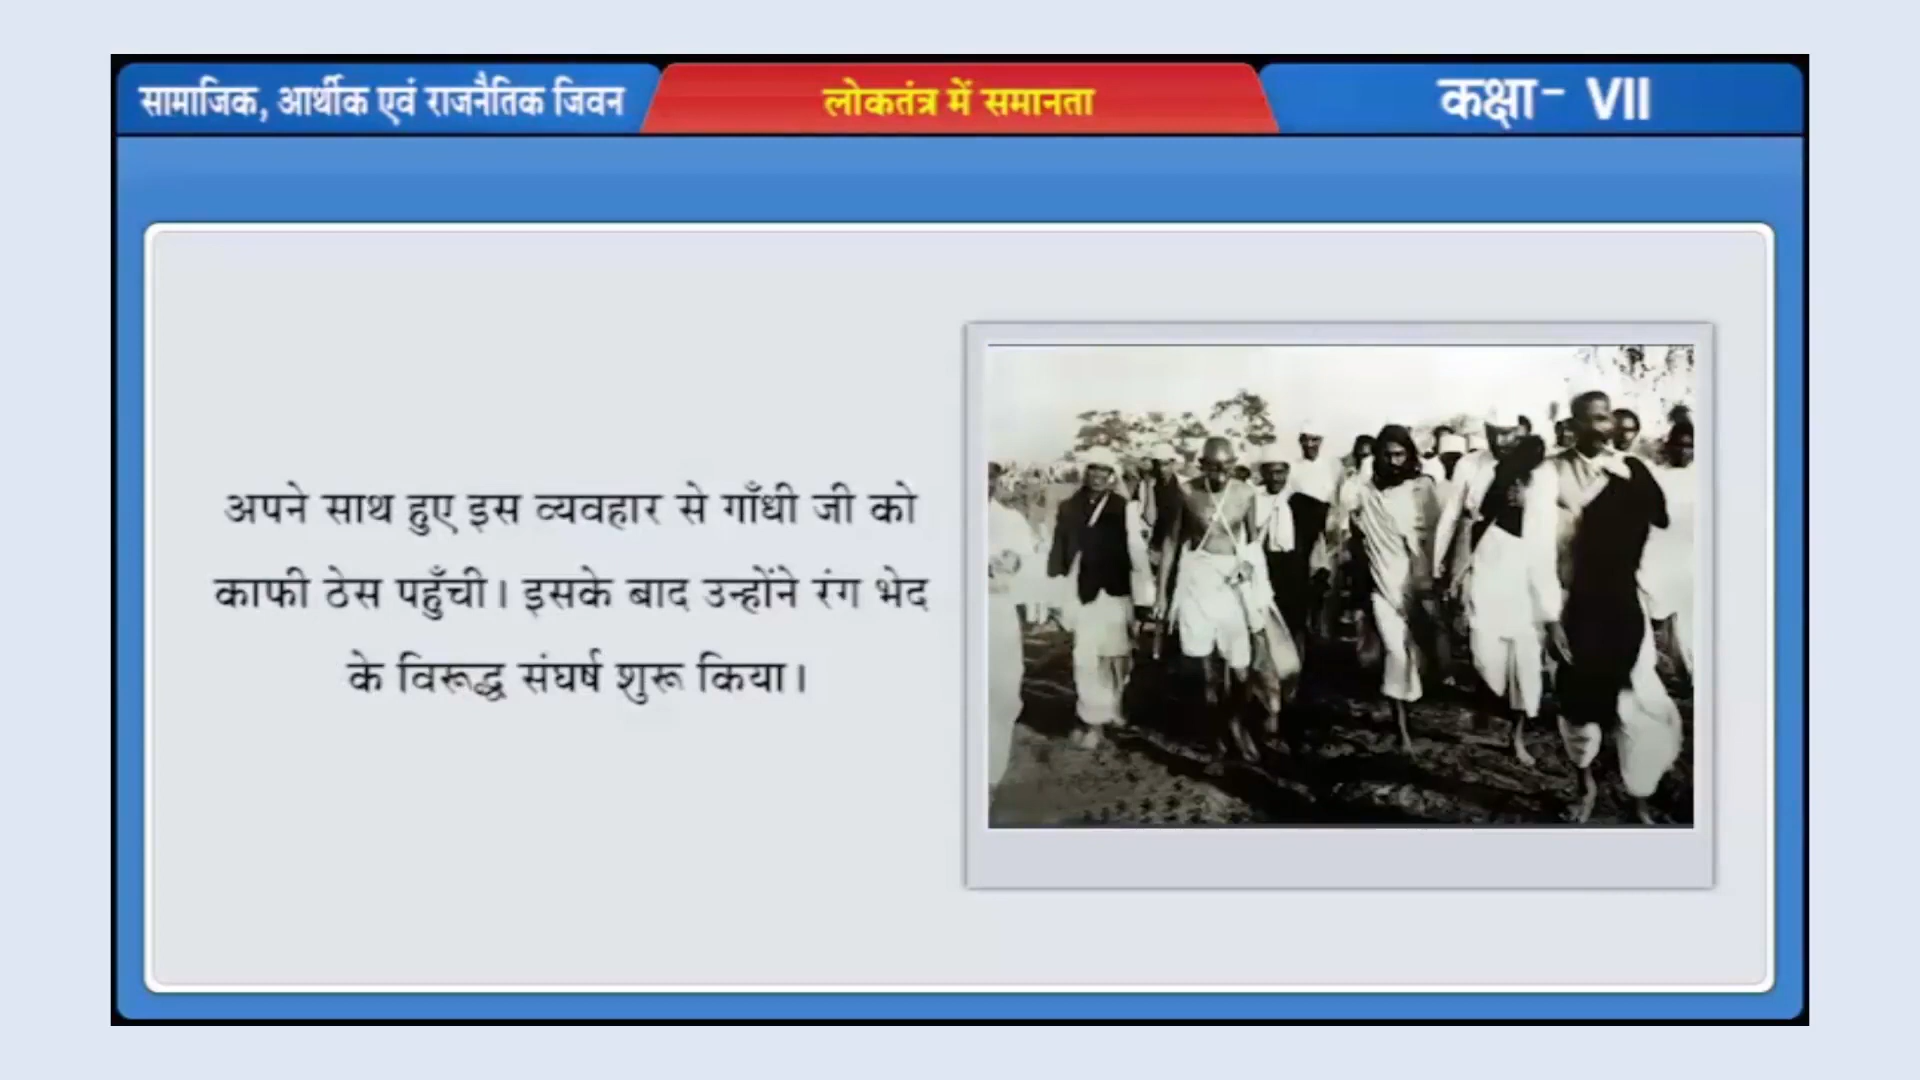 सामाजिक, आर्थीक एवं राजनैतिक जिवन
लोकतंत्र में समानता
कक्षा- VII
अपने साथ हुए इस व्यवहार से गाँधी जी को
काफी ठेस पहुँची। इसके बाद उन्होंने रंग भेद
के विरूद्ध संघर्ष शुरू किया।